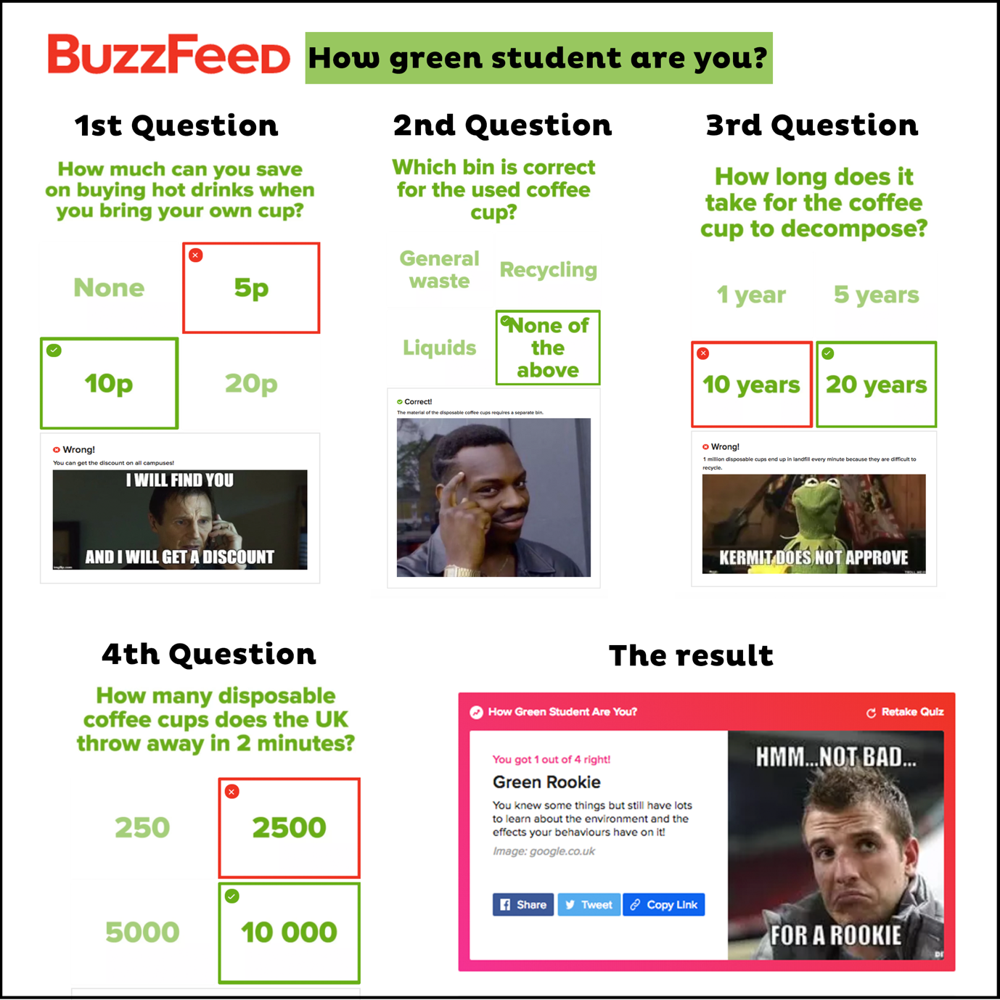 BuzzFeed How green student are you?
1st Question
How much can you save
on buying hot drinks when
you bring your own cup?
None
5p
10p
20p
Wrong!
You can get the discount on all campuses!
I WILL FIND YOU
AND I WILL GET A DISCOUNT
imgflip.com
2nd Question
Which bin is correct
for the used coffee
cup?
General
waste
Recycling
Liquids
None of
the
above
Correct!
The material of the disposable coffee cups requires a separate bin.
3rd Question
How long does it
take for the coffee
cup to decompose?
1 year
5 years
10 years
20 years
Wrong!
1 million disposable cups end up in landfill every minute because they are difficult to
recycle.
KERMIT DOES NOT APPROVE
4th Question
How many disposable
coffee cups does the UK
throw away in 2 minutes?
250
2500
5000
10 000
The result
How Green Student Are You?
Retake Quiz
You got 1 out of 4 right!
Green Rookie
You knew some things but still have lots
to learn about the environment and the
effects your behaviours have on it!
Image: google.co.uk
Share
Tweet
Copy Link
HMM...NOT BAD...
FOR A ROOKIE